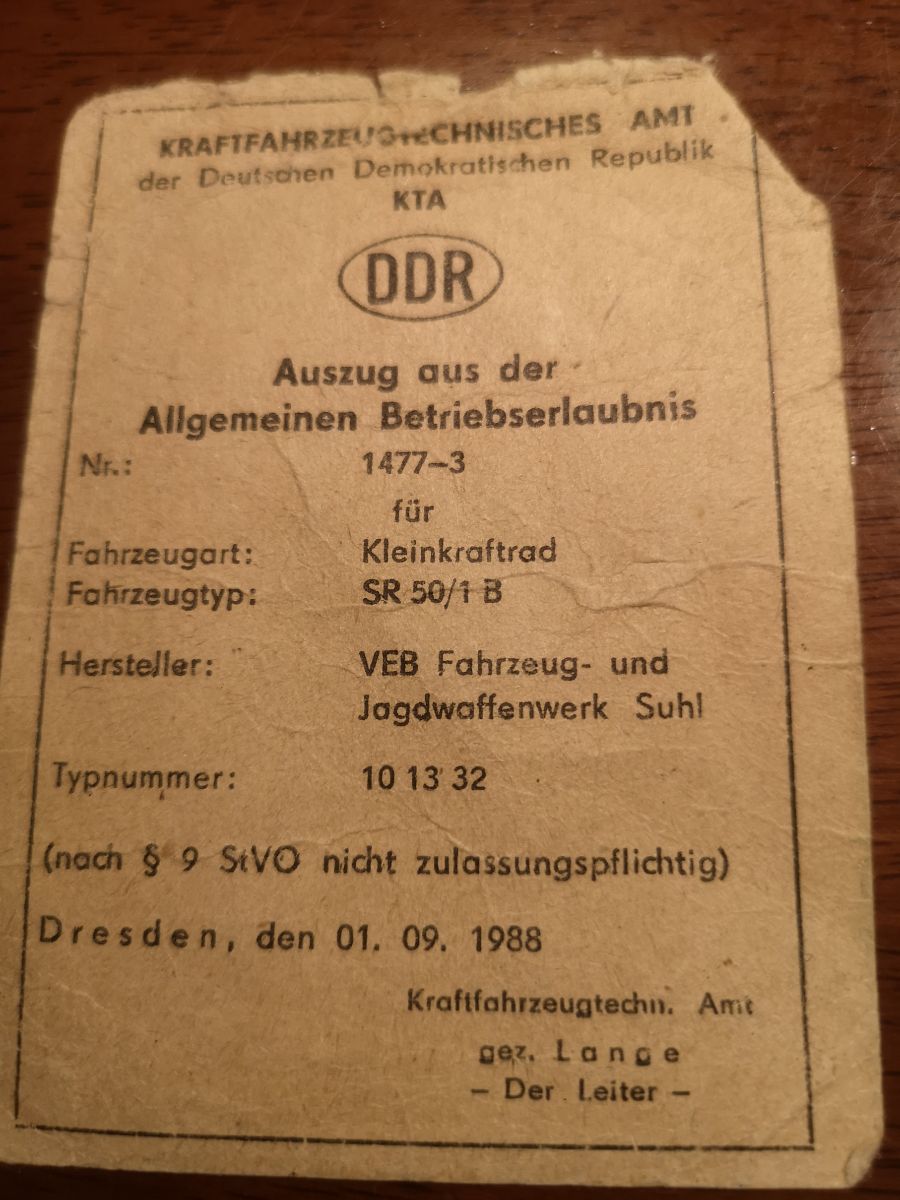 KRAFTFAHRZEUGTECHNISCHES AMT
der Deutschen Demokratischen Republik
KTA
DDR
Auszug aus der
Allgemeinen Betriebserlaubnis
Nr.: 1477-3
für
Fahrzeugart: Kleinkraftrad
Fahrzeugtyp: SR 50/1 B
Hersteller: VEB Fahrzeug- und
Jagdwaffenwerk Suhl
Typnummer: 10 13 32
(nach § 9 StVO nicht zulassungspflichtig)
Dresden, den 01. 09. 1988
Kraftfahrzeugtechn. Amt
gez. Lange
– Der Leiter –